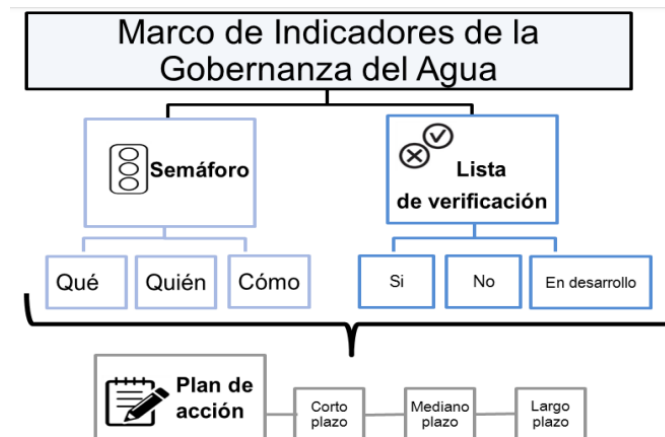 Marco de Indicadores de la
Gobernanza del Agua
Semáforo
Lista
de verificación
Qué
Quién
Cómo
Si
No
En desarrollo
Plan de
acción
Corto
plazo
Mediano
plazo
Largo
plazo